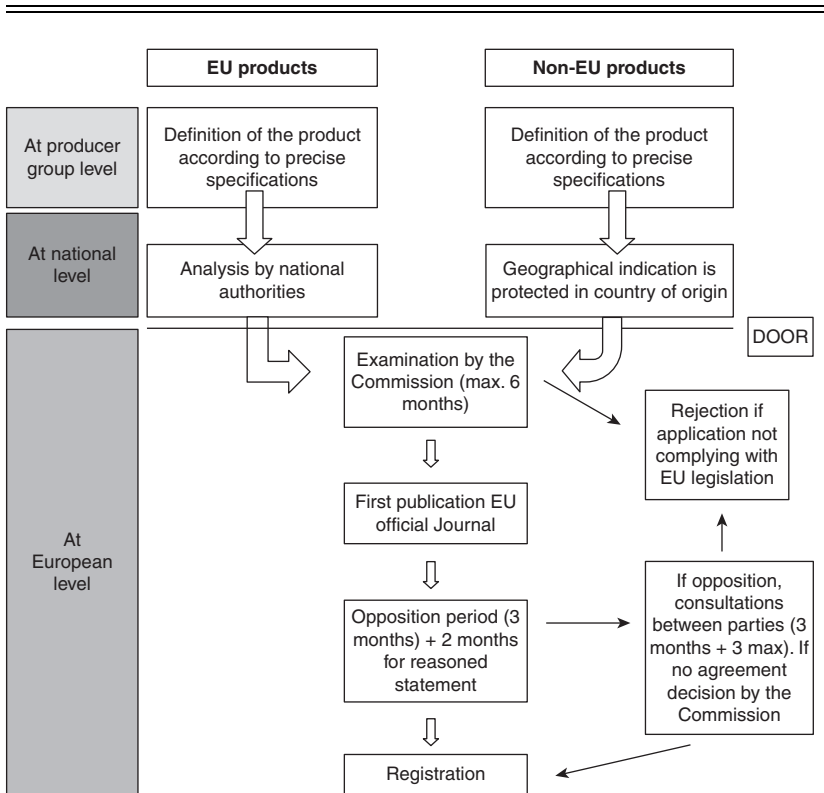 EU products
Non-EU products
At producer
group level
Definition of the product
according to precise
specifications
Definition of the product
according to precise
specifications
At national
level
Analysis by national
authorities
Geographical indication is
protected in country of origin
DOOR
At
European
level
Examination by the
Commission (max. 6
months)
Rejection if
application not
complying with
EU legislation
First publication EU
official Journal
Opposition period (3
months) + 2 months
for reasoned
statement
If opposition,
consultations
between parties (3
months + 3 max). If
no agreement
decision by the
Commission
Registration